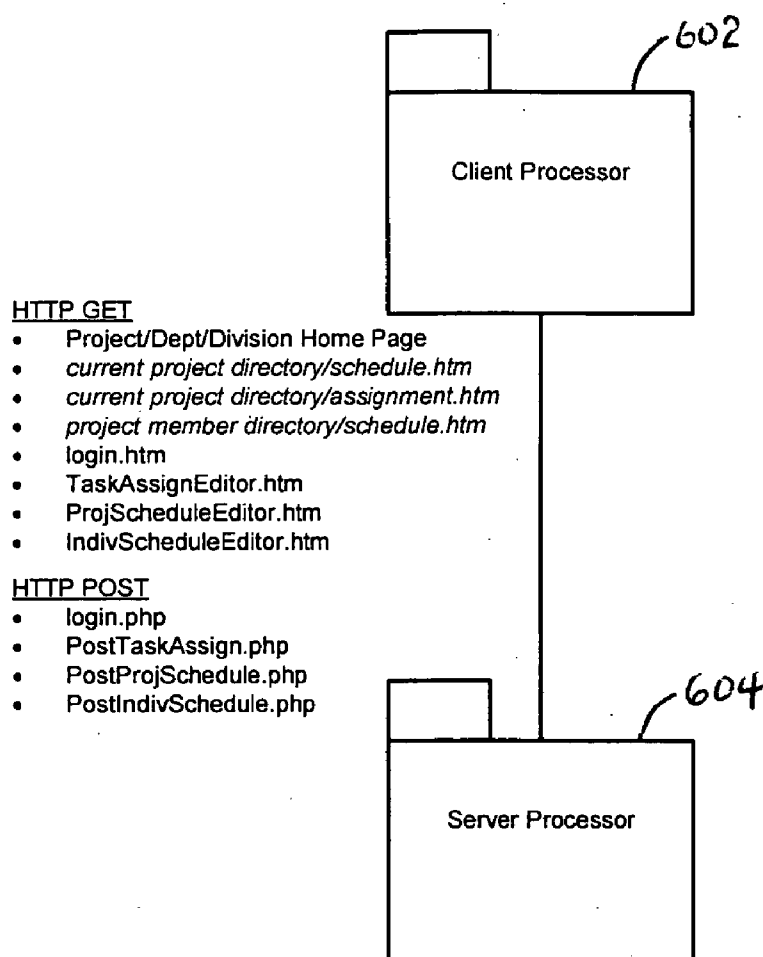 602
Client Processor
HTTP GET
• Project/Dept/Division Home Page
• current project directory/schedule.htm
• current project directory/assignment.htm
• project member directory/schedule.htm
• login.htm
• TaskAssignEditor.htm
• ProjScheduleEditor.htm
• IndivScheduleEditor.htm
HTTP POST
• login.php
• PostTaskAssign.php
• PostProjSchedule.php
• PostIndivSchedule.php
604
Server Processor